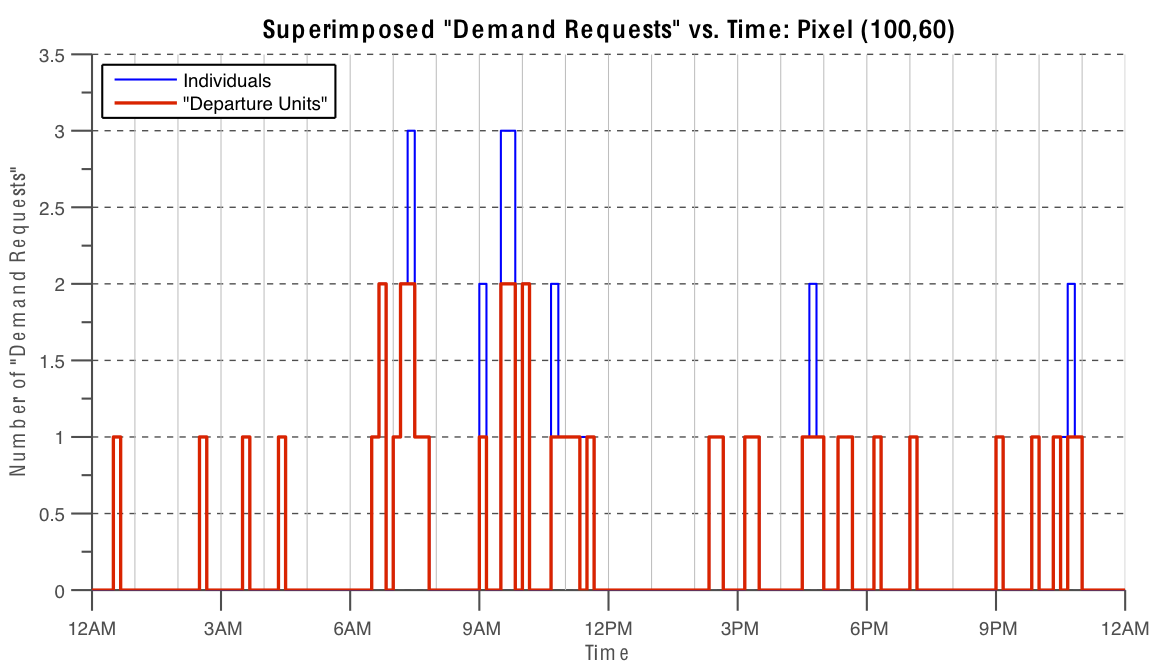 Superimposed "Demand Requests" vs. Time: Pixel (100,60)
3.5
Individuals
"Departure Units"
3
2.5
2
1.5
1
0.5
0
Number of "Demand Requests"
12AM 3AM 6AM 9AM 12PM 3PM 6PM 9PM 12AM
Time